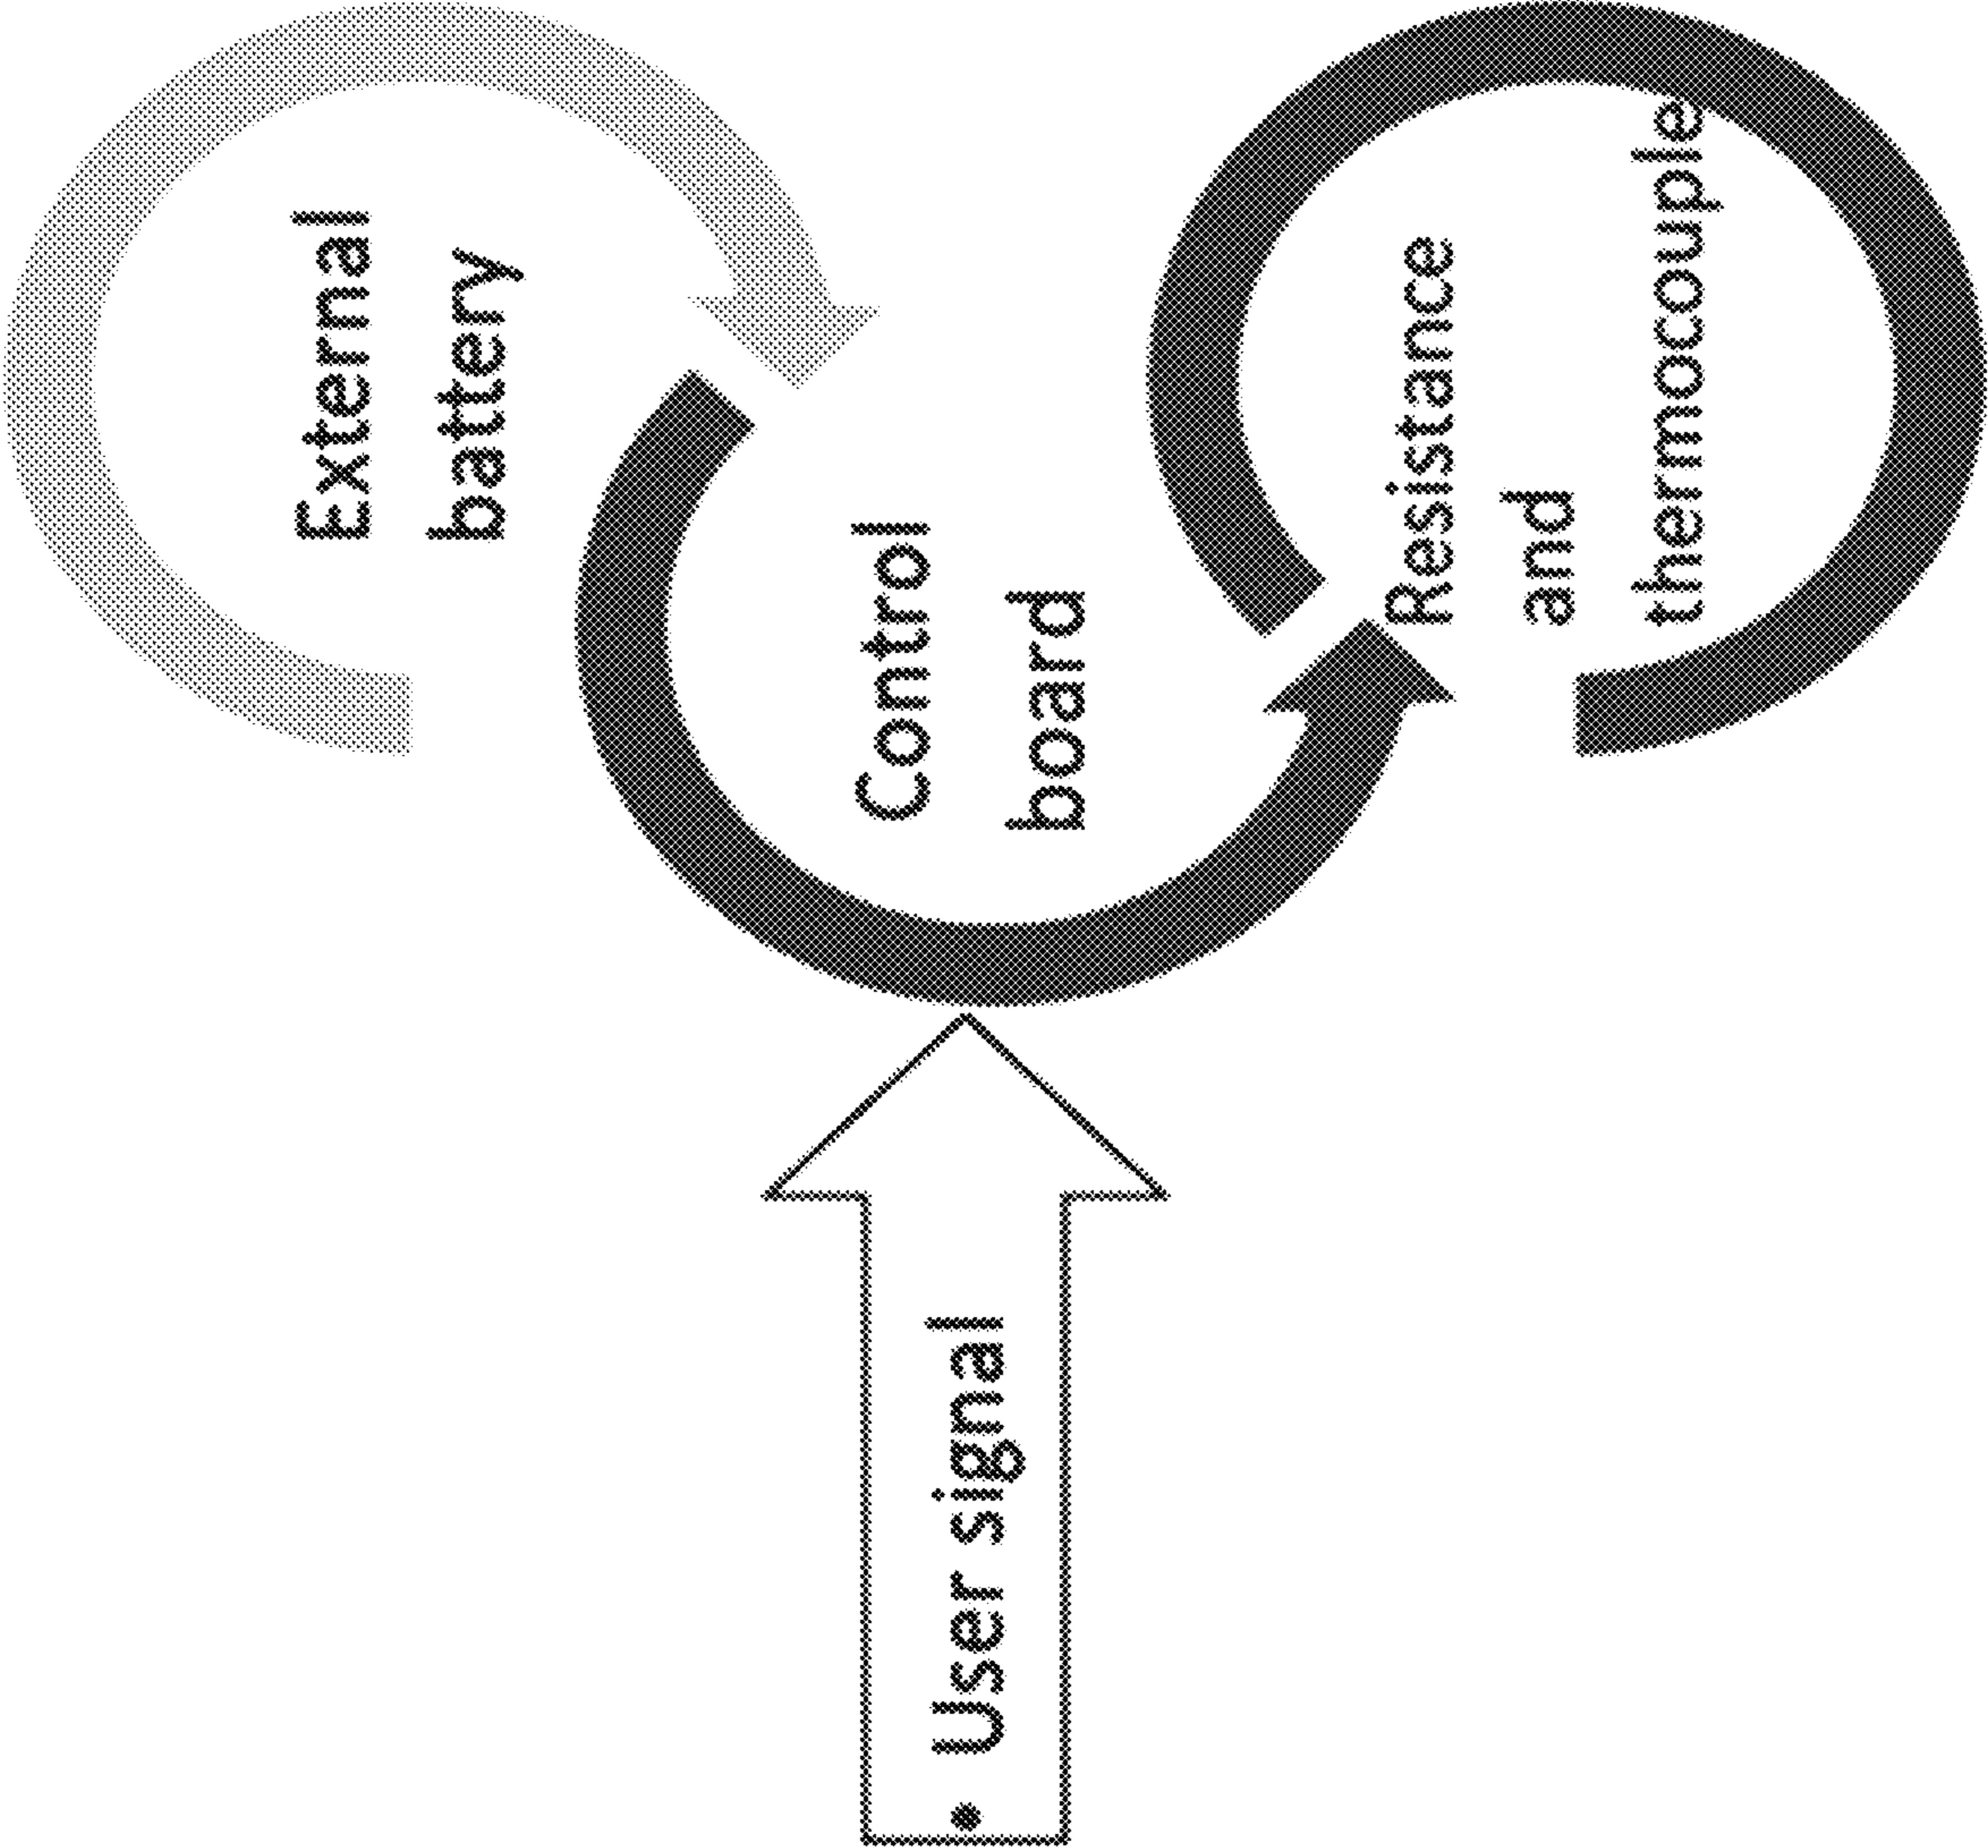 External
battery
Control
board
Resistance
and
thermocouple
• User signal